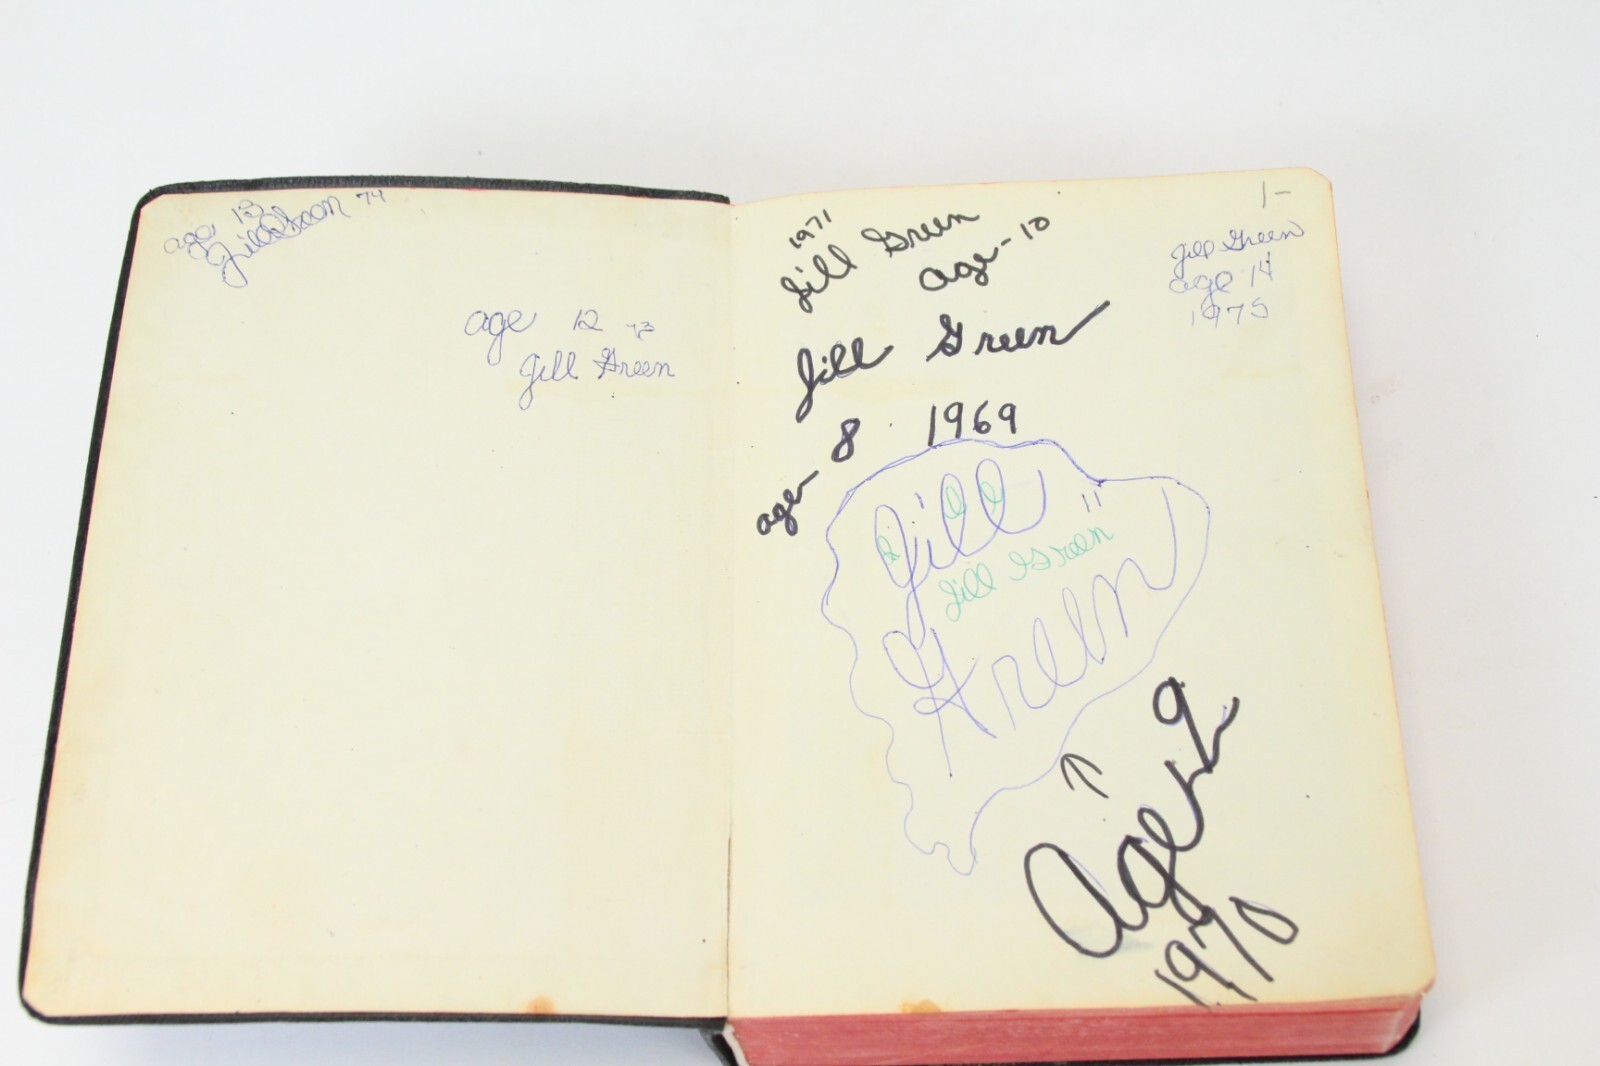 age 13
Jill Green 74
age 12 73
Jill Green
1971
Jill Green
age-10
Jill Green
age- 8 1969
1-
Jill Green
age 14
1975
Jill "
Jill Green
Green
Age 9
1970